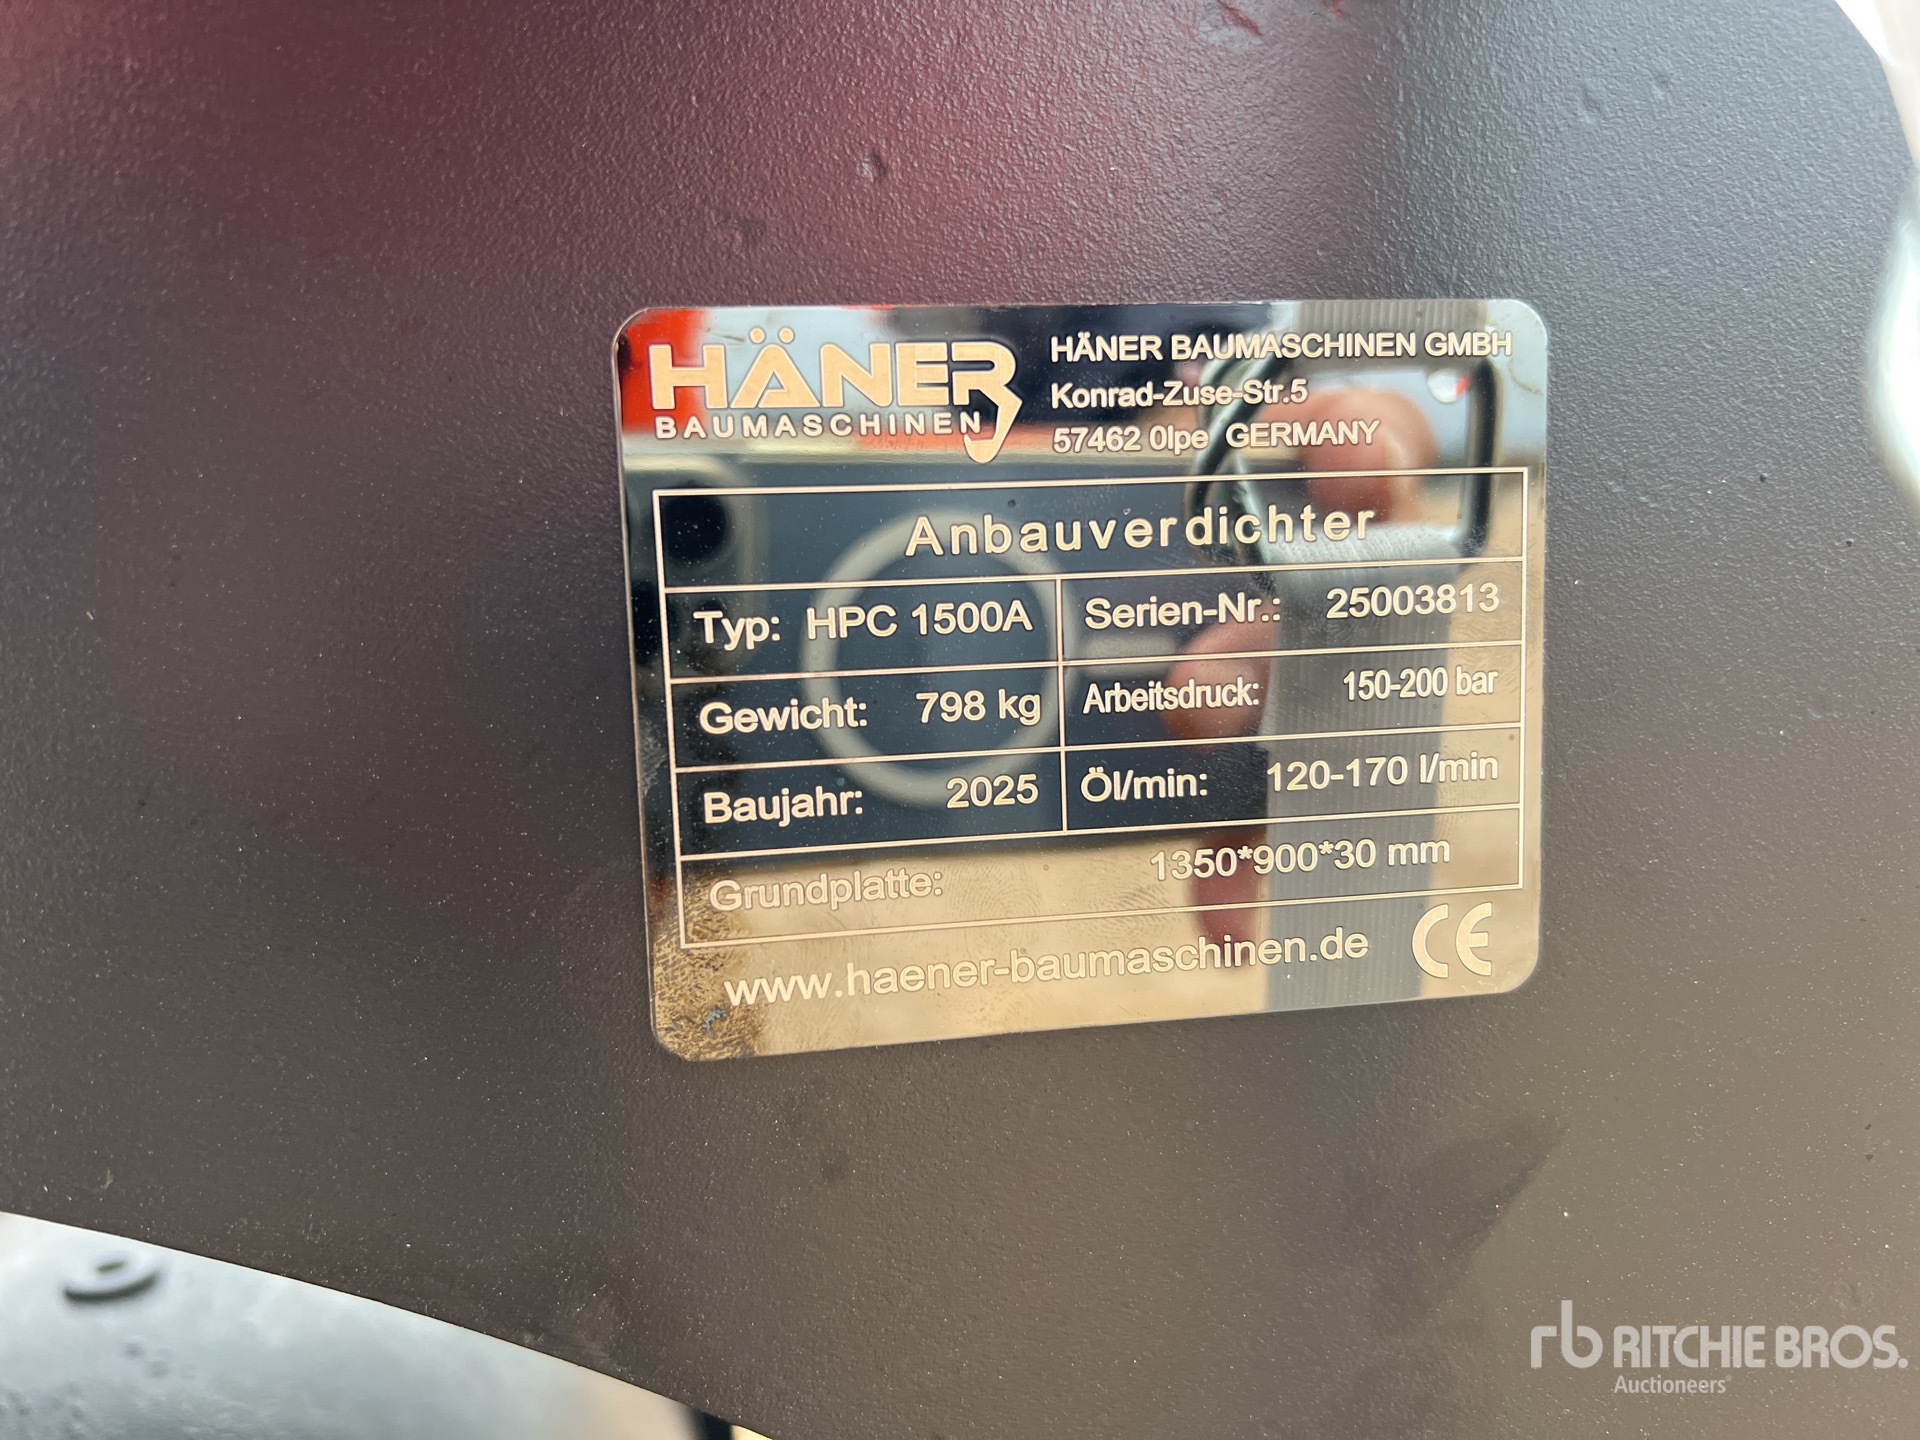 HÄNER
BAUMASCHINEN
HÄNER BAUMASCHINEN GMBH
Konrad-Zuse-Str.5
57462 Olpe GERMANY
Anbauverdichter
Typ: HPC 1500A
Serien-Nr.: 25003813
Gewicht: 798 kg
Arbeitsdruck: 150-200 bar
Baujahr: 2025
Öl/min: 120-170 l/min
Grundplatte: 1350*900*30 mm
www.haener-baumaschinen.de CE
rb RITCHIE BROS.
Auctioneers